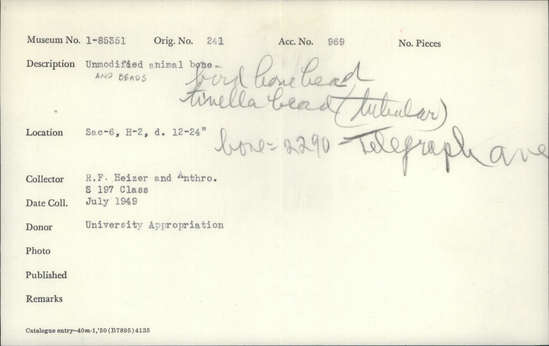 Museum No. 1-85351 Orig. No. 241 Acc. No. 969 No. Pieces
Description Unmodified animal bone-
AND BEADS
bird bone bead
tivella bead (tubular)
Location Sac-6, H-2, d. 12-24"
bone = 2290 Telegraph Ave
Collector R.F. Heizer and Anthro.
S 197 Class
Date Coll. July 1949
Donor University Appropriation
Photo
Published
Remarks
Catalogue entry—40m-1,'50 (B7895) 4135